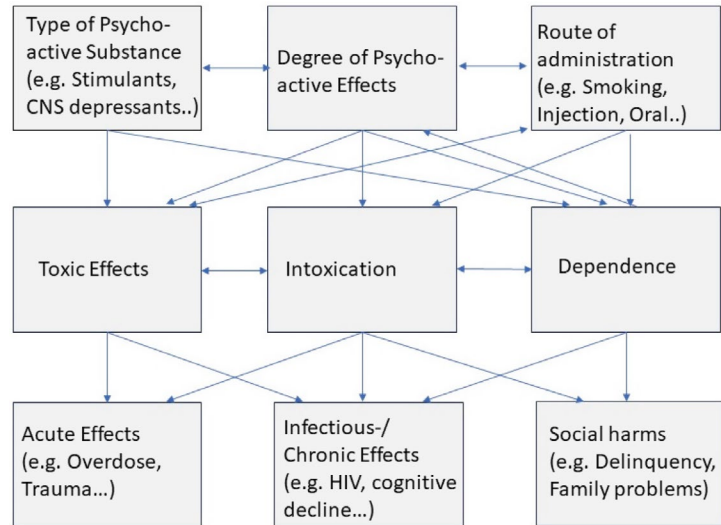 Type of Psycho-
active Substance
(e.g. Stimulants,
CNS depressants..)
Degree of Psycho-
active Effects
Route of
administration
(e.g. Smoking,
Injection, Oral..)
Toxic Effects
Intoxication
Dependence
Acute Effects
(e.g. Overdose,
Trauma...)
Infectious-/
Chronic Effects
(e.g. HIV, cognitive
decline...)
Social harms
(e.g. Delinquency,
Family problems)